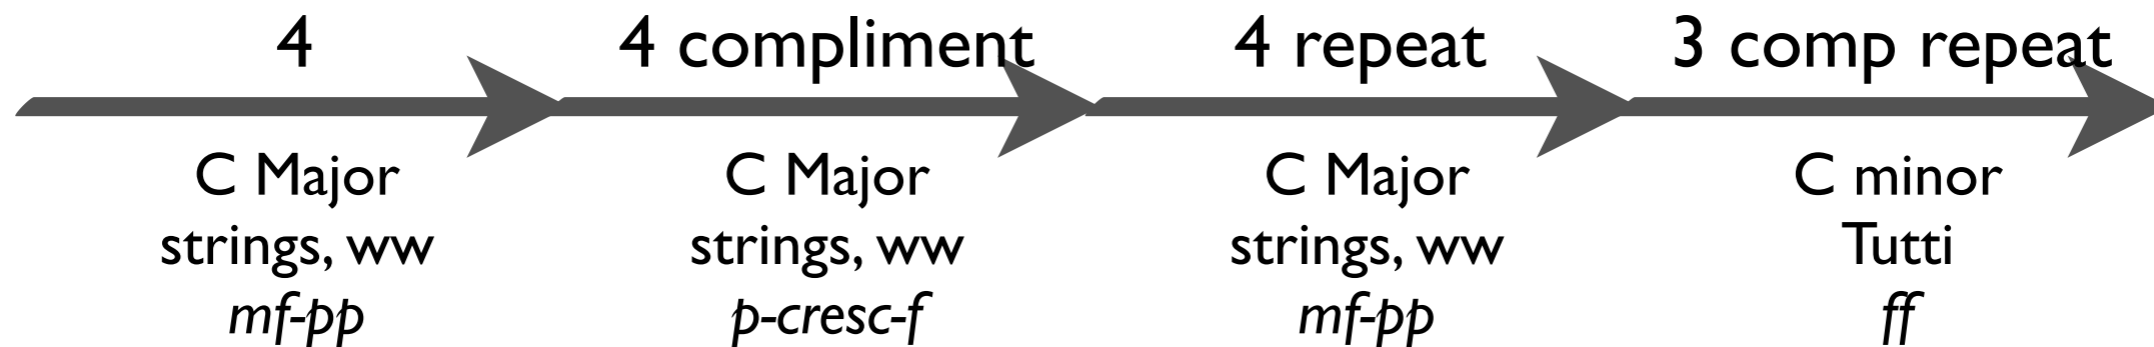 4 4 compliment 4 repeat 3 comp repeat
C Major C Major C Major C minor
strings, ww strings, ww strings, ww Tutti
mf-pp p-cresc-f mf-pp ff